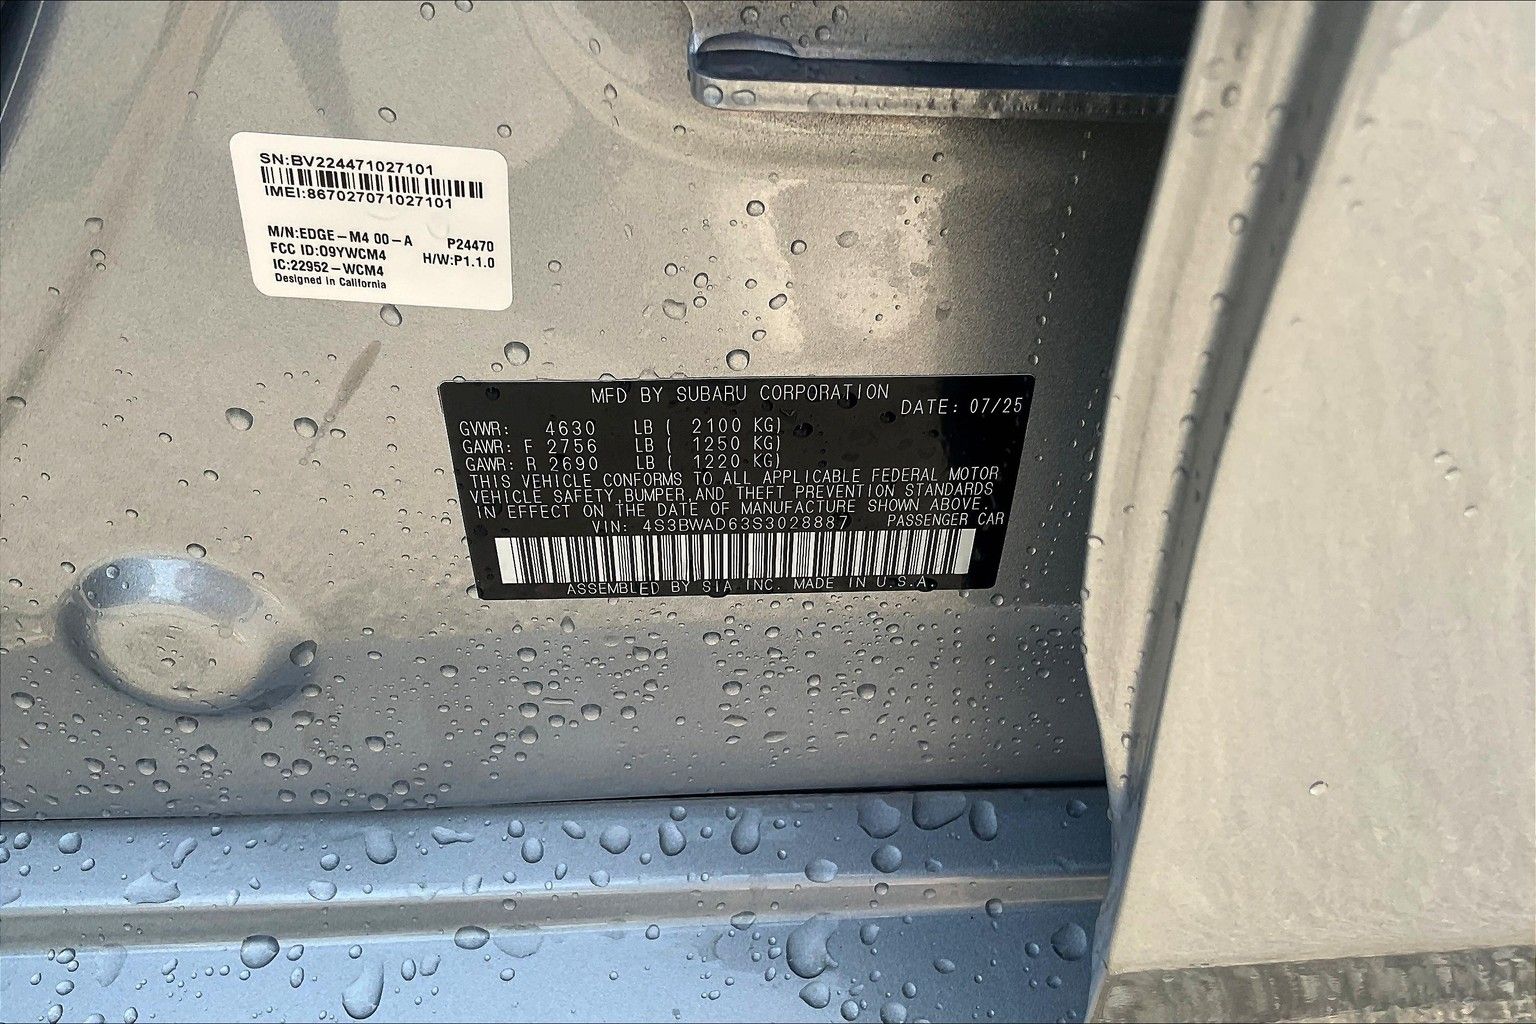 SN:BV224471027101
IMEI:867027071027101
M/N:EDGE-M4 00-A P24470
FCC ID:O9YWCM4 H/W:P1.1.0
IC:22952-WCM4
Designed in California
MFD BY SUBARU CORPORATION
DATE: 07/25
GVWR: 4630 LB ( 2100 KG)
GAWR: F 2756 LB ( 1250 KG)
GAWR: R 2690 LB ( 1220 KG)
THIS VEHICLE CONFORMS TO ALL APPLICABLE FEDERAL MOTOR
VEHICLE SAFETY,BUMPER,AND THEFT PREVENTION STANDARDS
IN EFFECT ON THE DATE OF MANUFACTURE SHOWN ABOVE.
VIN: 4S3BWAD63S3028887 PASSENGER CAR
ASSEMBLED BY SIA INC. MADE IN U.S.A.